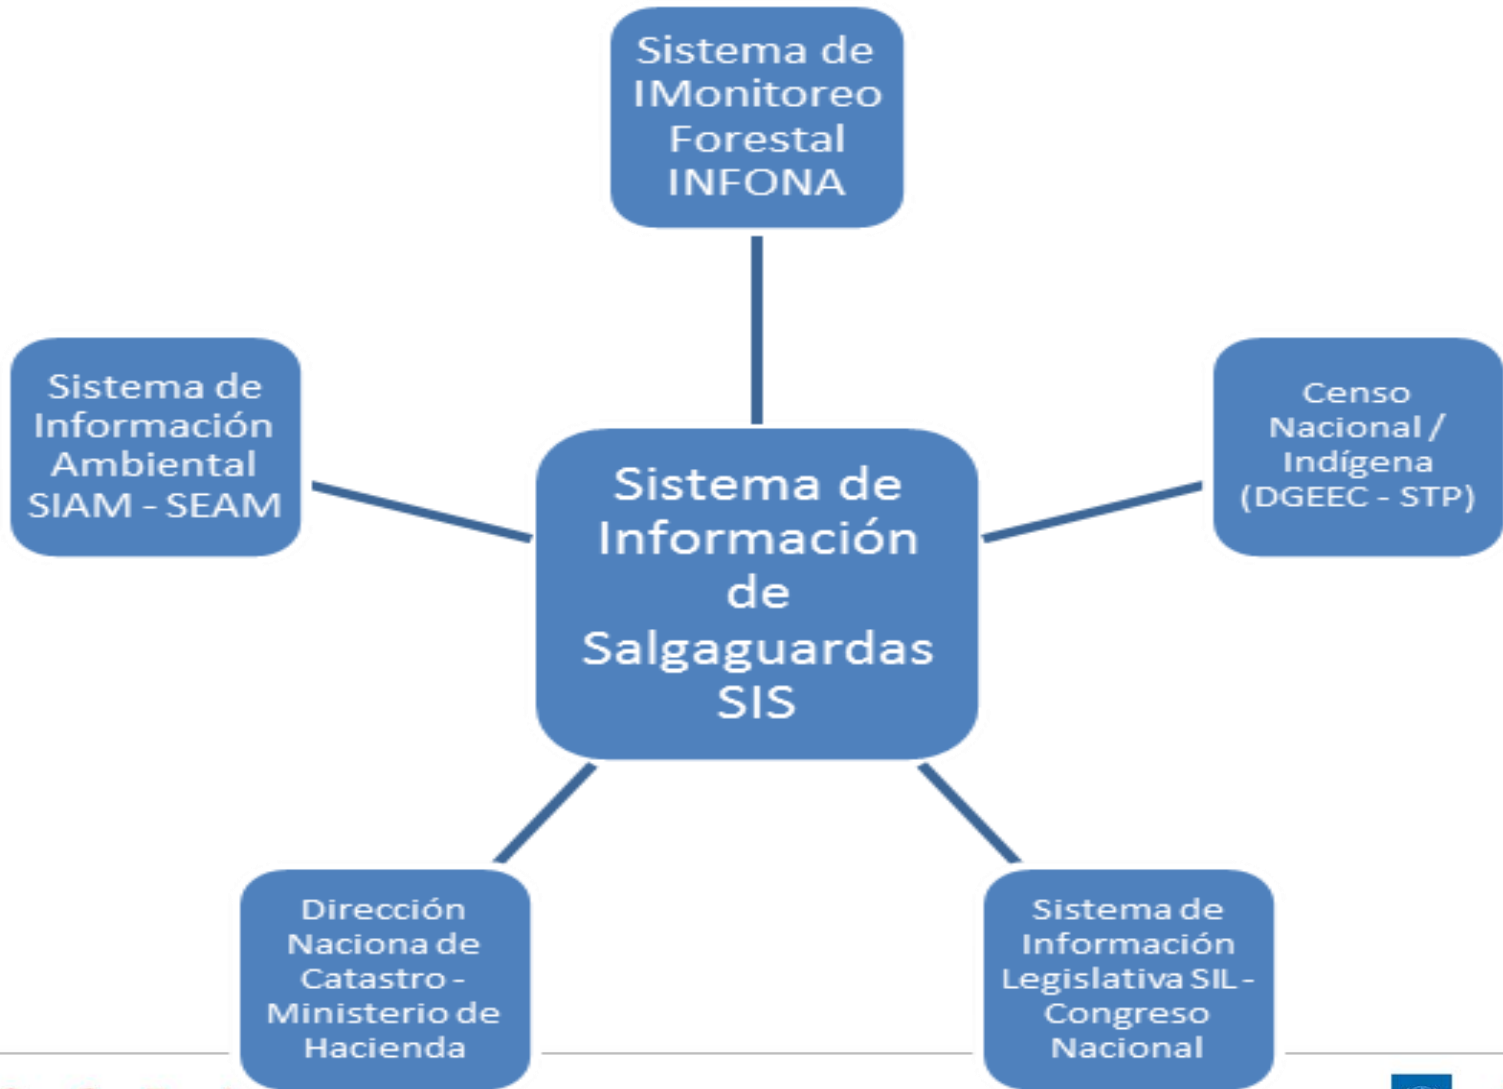 Sistema de
IMonitoreo
Forestal
INFONA
Sistema de
Información
Ambiental
SIAM - SEAM
Censo
Nacional /
Indígena
(DGEEC - STP)
Sistema de
Información
de
Salgaguardas
SIS
Dirección
Naciona de
Catastro -
Ministerio de
Hacienda
Sistema de
Información
Legislativa SIL -
Congreso
Nacional